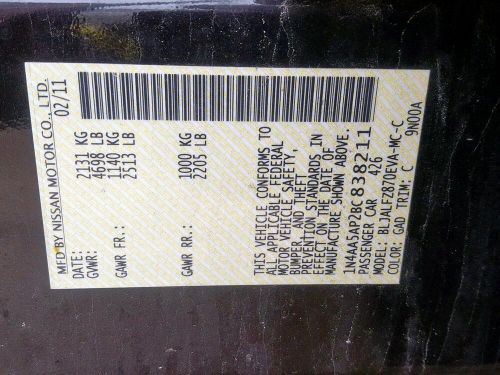 MFD BY NISSAN MOTOR CO., LTD.
DATE: 02/11
GVWR: 2131 KG
4698 LB
GAWR FR.: 1140 KG
2513 LB
GAWR RR.: 1000 KG
2205 LB
THIS VEHICLE CONFORMS TO
ALL APPLICABLE FEDERAL
MOTOR VEHICLE SAFETY,
BUMPER, AND THEFT
PREVENTION STANDARDS IN
EFFECT ON THE DATE OF
MANUFACTURE SHOWN ABOVE.
1N4AA5AP2BC 838211
PASSENGER CAR 426
MODEL: BLJALF287DEVA-MC-C
COLOR: GAD TRIM: C 9N00A